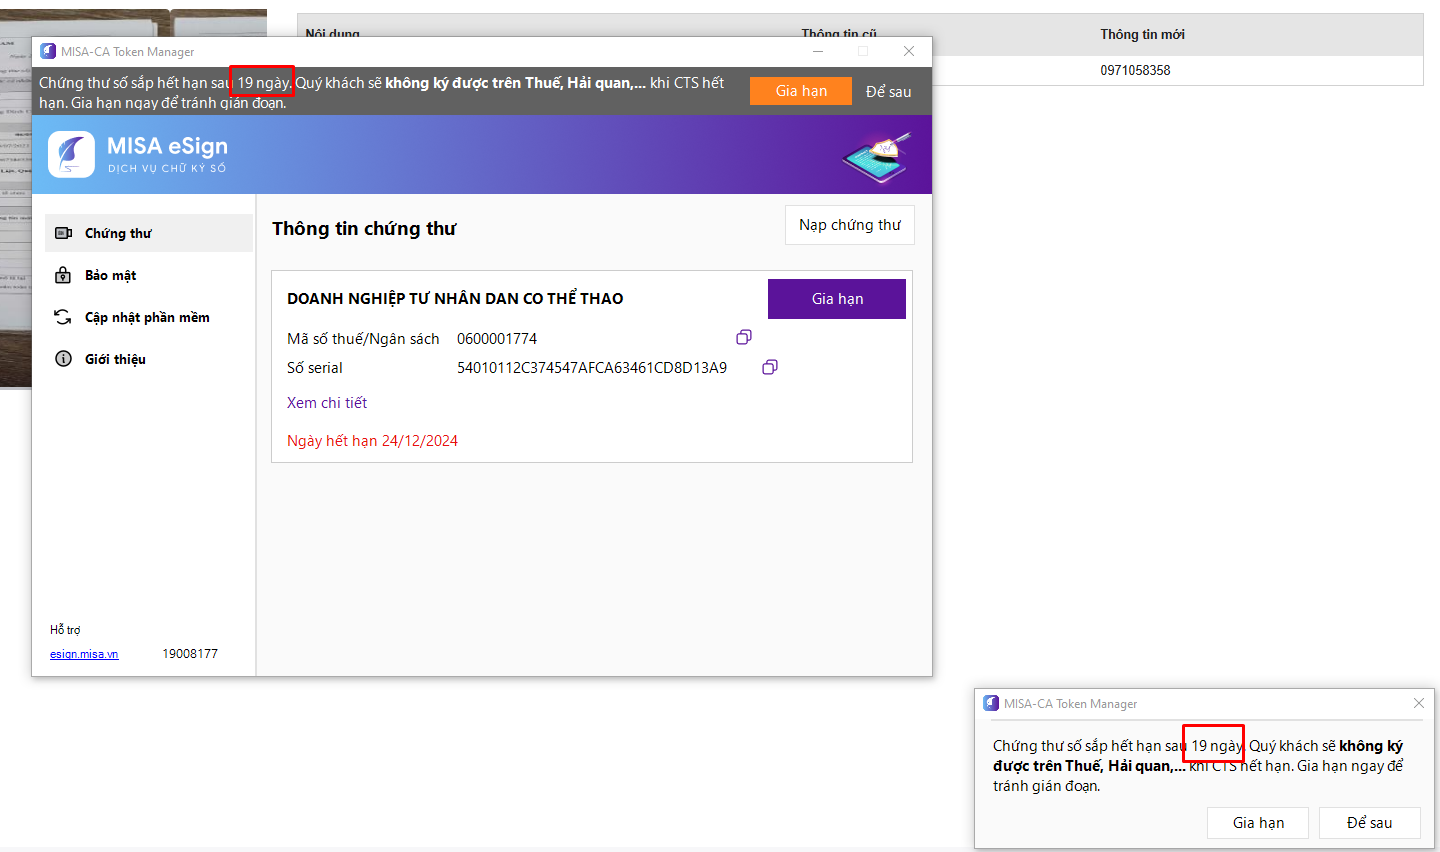 Nội dung
Thông tin cũ
Thông tin mới
0971058358
MISA-CA Token Manager
Chứng thư số sắp hết hạn sau 19 ngày. Quý khách sẽ không ký được trên Thuế, Hải quan,... khi CTS hết
hạn. Gia hạn ngay để tránh gián đoạn.
Gia hạn
Để sau
MISA eSign
DỊCH VỤ CHỮ KÝ SỐ
Chứng thư
Bảo mật
Cập nhật phần mềm
Giới thiệu
Thông tin chứng thư
Nạp chứng thư
DOANH NGHIỆP TƯ NHÂN DAN CO THỂ THAO
Gia hạn
Mã số thuế/Ngân sách 0600001774
Số serial 54010112C374547AFCA63461CD8D13A9
Xem chi tiết
Ngày hết hạn 24/12/2024
Hỗ trợ
esign.misa.vn 19008177
MISA-CA Token Manager
Chứng thư số sắp hết hạn sau 19 ngày. Quý khách sẽ không ký
được trên Thuế, Hải quan,... khi CTS hết hạn. Gia hạn ngay để
tránh gián đoạn.
Gia hạn
Để sau